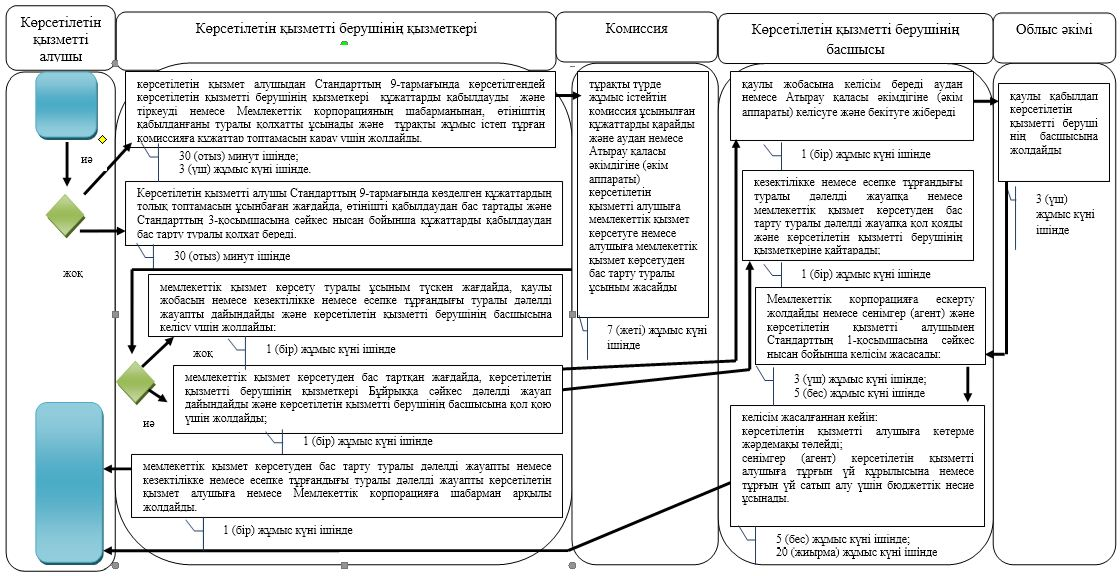 Көрсетілетін
қызметті
алушы
Көрсетілетін қызметті берушінің қызметкері
Комиссия
Көрсетілетін қызметті берушінің
басшысы
Облыс әкімі
көрсетілетін қызмет алушыдан Стандарттың 9-тармағында көрсетілгендей
көрсетілетін қызметті берушінің қызметкері құжаттарды қабылдауды және
тіркеуді немесе Мемлекеттік корпорациянын шабарманынан, өтініштің
қабылданғаны туралы қолхатты ұсынады және тұрақты жұмыс істеп тұрған
комиссияға құжаттар топтамасын қарау үшін жолдайды.
30 (отыз) минут ішінде;
3 (үш) жұмыс күні ішінде.
иә
Көрсетілетін қызметті алушы Стандарттың 9-тармағында көзделген құжаттардың
толық топтамасын ұсынбаған жағдайда, өтінішті қабылдаудан бас тартады және
Стандарттың 3-қосымшасына сәйкес нысан бойынша құжаттарды қабылдаудан
бас тарту туралы қолхат береді.
30 (отыз) минут ішінде
жоқ
мемлекеттік қызмет көрсету туралы ұсыным түскен жағдайда, қаулы
жобасын немесе кезектілікке немесе есепке тұрғандығы туралы дәлелді
жауапты дайындайды және көрсетілетін қызметті берушінің басшысына
келісу үшін жолдайды:
1 (бір) жұмыс күні ішінде
жоқ
мемлекеттік қызмет көрсетуден бас тартқан жағдайда, көрсетілетін
қызметті берушінің қызметкері Бұйрыққа сәйкес дәлелді жауап
дайындайды және көрсетілетін қызметті берушінің басшысына қол қою
үшін жолдайды;
иә
1 (бір) жұмыс күні ішінде
мемлекеттік қызмет көрсетуден бас тарту туралы дәлелді жауапты немесе
кезектілікке немесе есепке тұрғандығы туралы дәлелді жауапты көрсетілетін
қызмет алушыға немесе Мемлекеттік корпорацияға шабарман арқылы
жолдайды.
1 (бір) жұмыс күні ішінде
тұрақты түрде
жұмыс істейтін
комиссия ұсынылған
құжаттарды қарайды
және аудан немесе
Атырау қаласы
әкімдігіне (әкім
аппараты)
көрсетілетін
қызметті алушыға
мемлекеттік қызмет
көрсетуге немесе
алушыға мемлекеттік
қызмет көрсетуден
бас тарту туралы
ұсыным жасайды
7 (жеті) жұмыс күні
ішінде
қаулы жобасына келісім береді аудан
немесе Атырау қаласы әкімдігіне (әкім
аппараты) келісуге және бекітуге жібереді
1 (бір) жұмыс күні ішінде
кезектілікке немесе есепке тұрғандығы
туралы дәлелді жауапқа немесе
мемлекеттік қызмет көрсетуден бас
тарту туралы дәлелді жауапқа қол қояды
және көрсетілетін қызметті берушінің
қызметкеріне қайтарады;
1 (бір) жұмыс күні ішінде
Мемлекеттік корпорацияға ескерту
жолдайды немесе сенімгер (агент) және
көрсетілетін қызметті алушымен
Стандарттың 1-қосымшасына сәйкес
нысан бойынша келісім жасасады:
3 (үш) жұмыс күні ішінде;
5 (бес) жұмыс күні ішінде
келісім жасалғаннан кейін:
көрсетілетін қызметті алушыға көтерме
жәрдемақы төлейді;
сенімгер (агент) көрсетілетін қызметті
алушыға тұрғын үй құрылысына немесе
тұрғын үй сатып алу үшін бюджеттік несие
ұсынады.
5 (бес) жұмыс күні ішінде;
20 (жиырма) жұмыс күні ішінде
қаулы қабылдап
көрсетілетін
қызметті беруші
нің басшысына
жолдайды
3 (үш)
жұмыс күні
ішінде